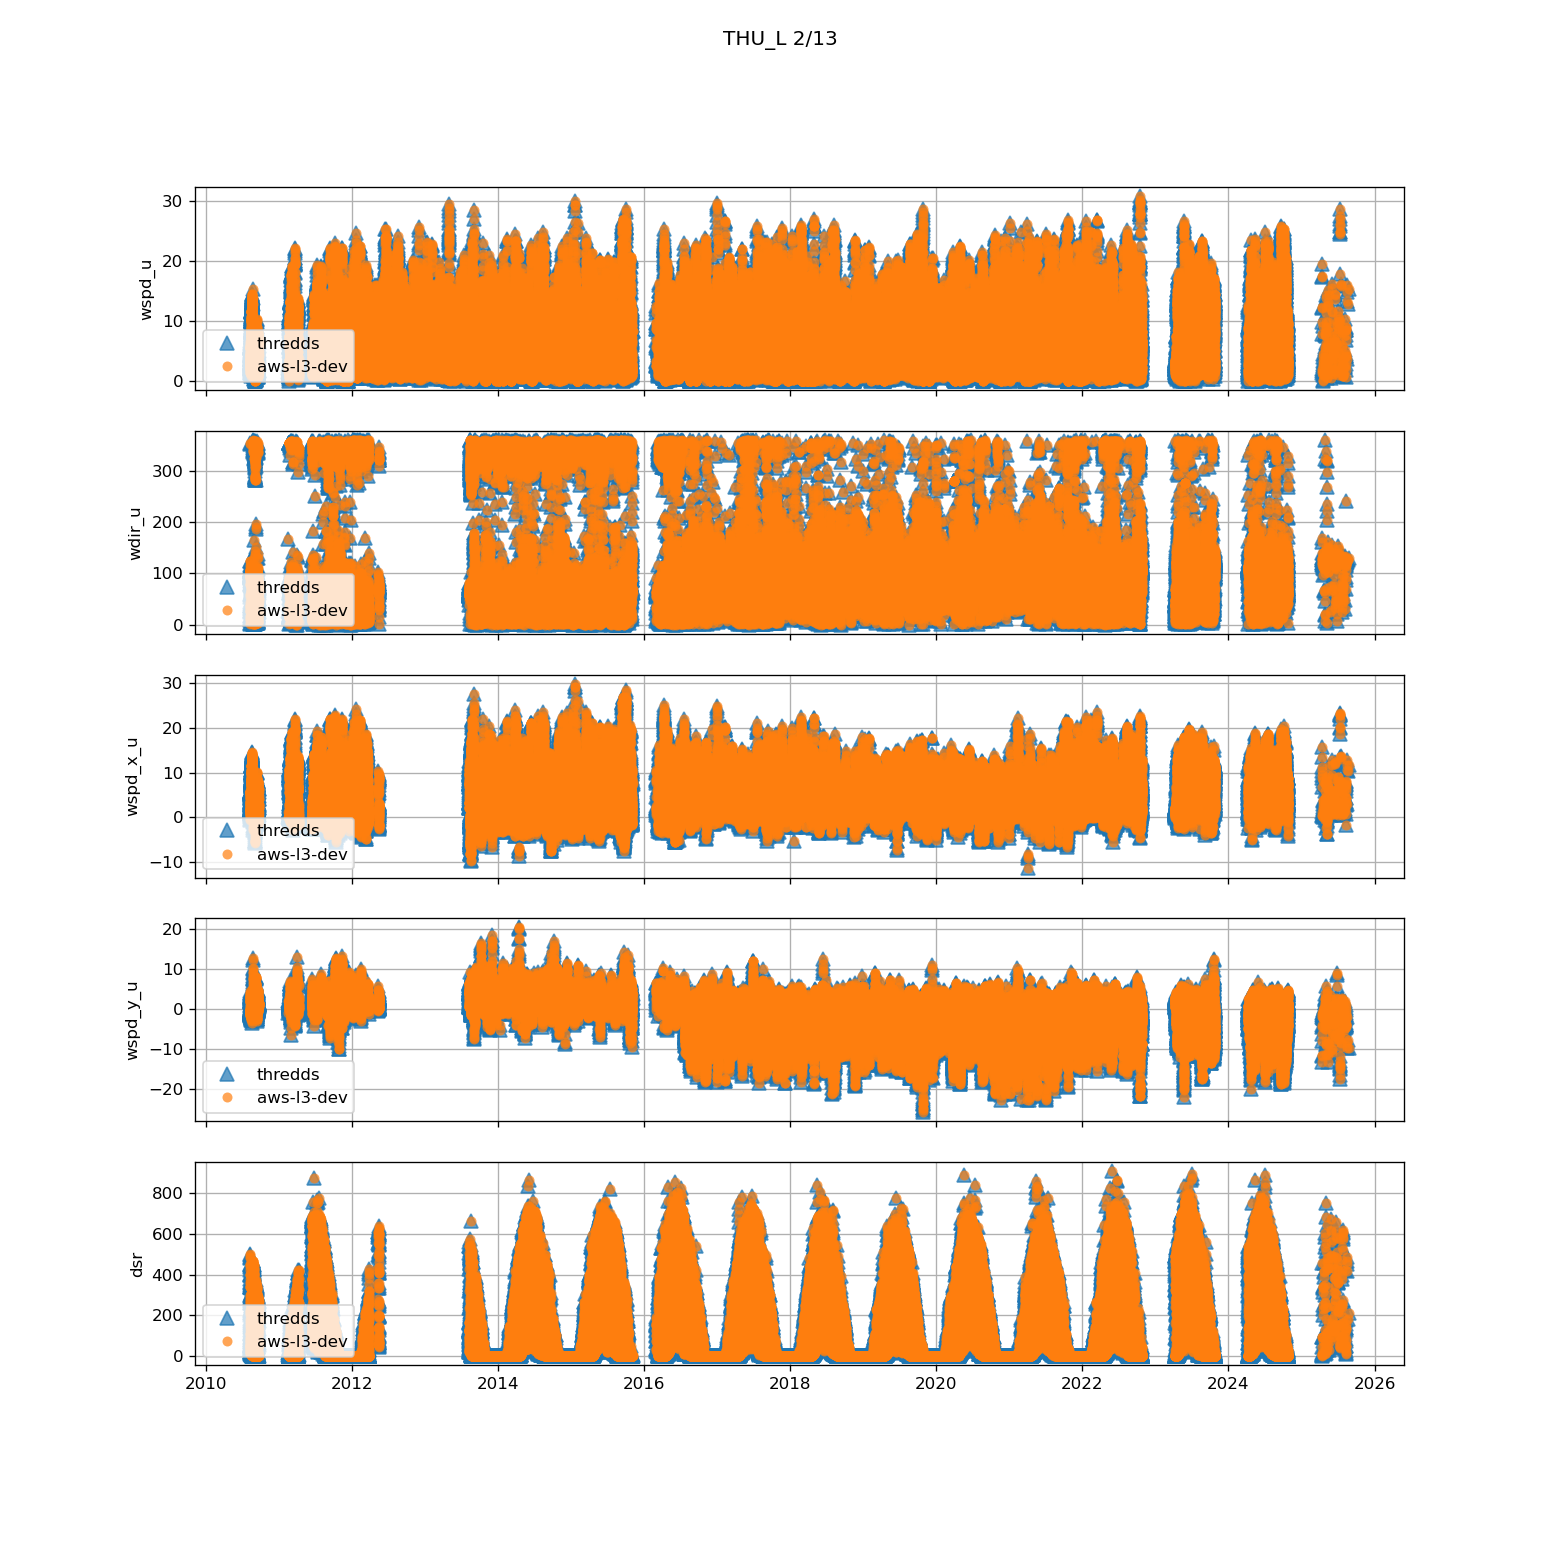 THU_L 2/13
wspd_u
30
20
10
0
thredds
aws-l3-dev
wdir_u
300
200
100
0
thredds
aws-l3-dev
wspd_x_u
30
20
10
0
−10
thredds
aws-l3-dev
wspd_y_u
20
10
0
−10
−20
thredds
aws-l3-dev
dsr
800
600
400
200
0
thredds
aws-l3-dev
2010 2012 2014 2016 2018 2020 2022 2024 2026